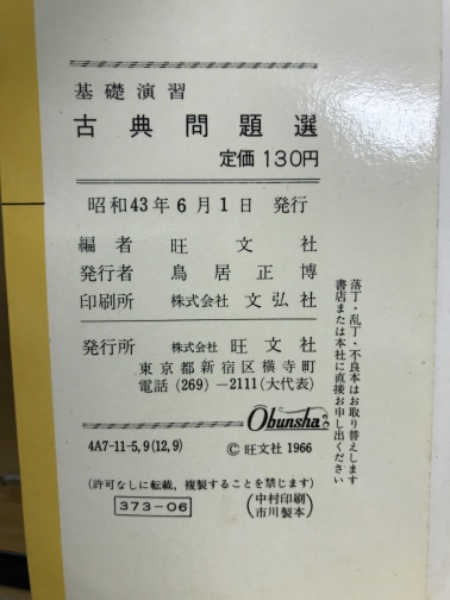 基礎演習
古典問題選
定価130円
昭和43年6月1日 発行
編者 旺文社
発行者 鳥居正博
印刷所 株式会社 文弘社
発行所 株式会社 旺文社
東京都新宿区横寺町
電話(269)-2111(大代表)
Obunsha
4A7-11-5,9(12,9) Ⓒ旺文社 1966
(許可なしに転載,複製することを禁じます)
373-06
(中村印刷
市川製本)
落丁・乱丁・不良本はお取り替えします
書店または本社に直接お申し出ください